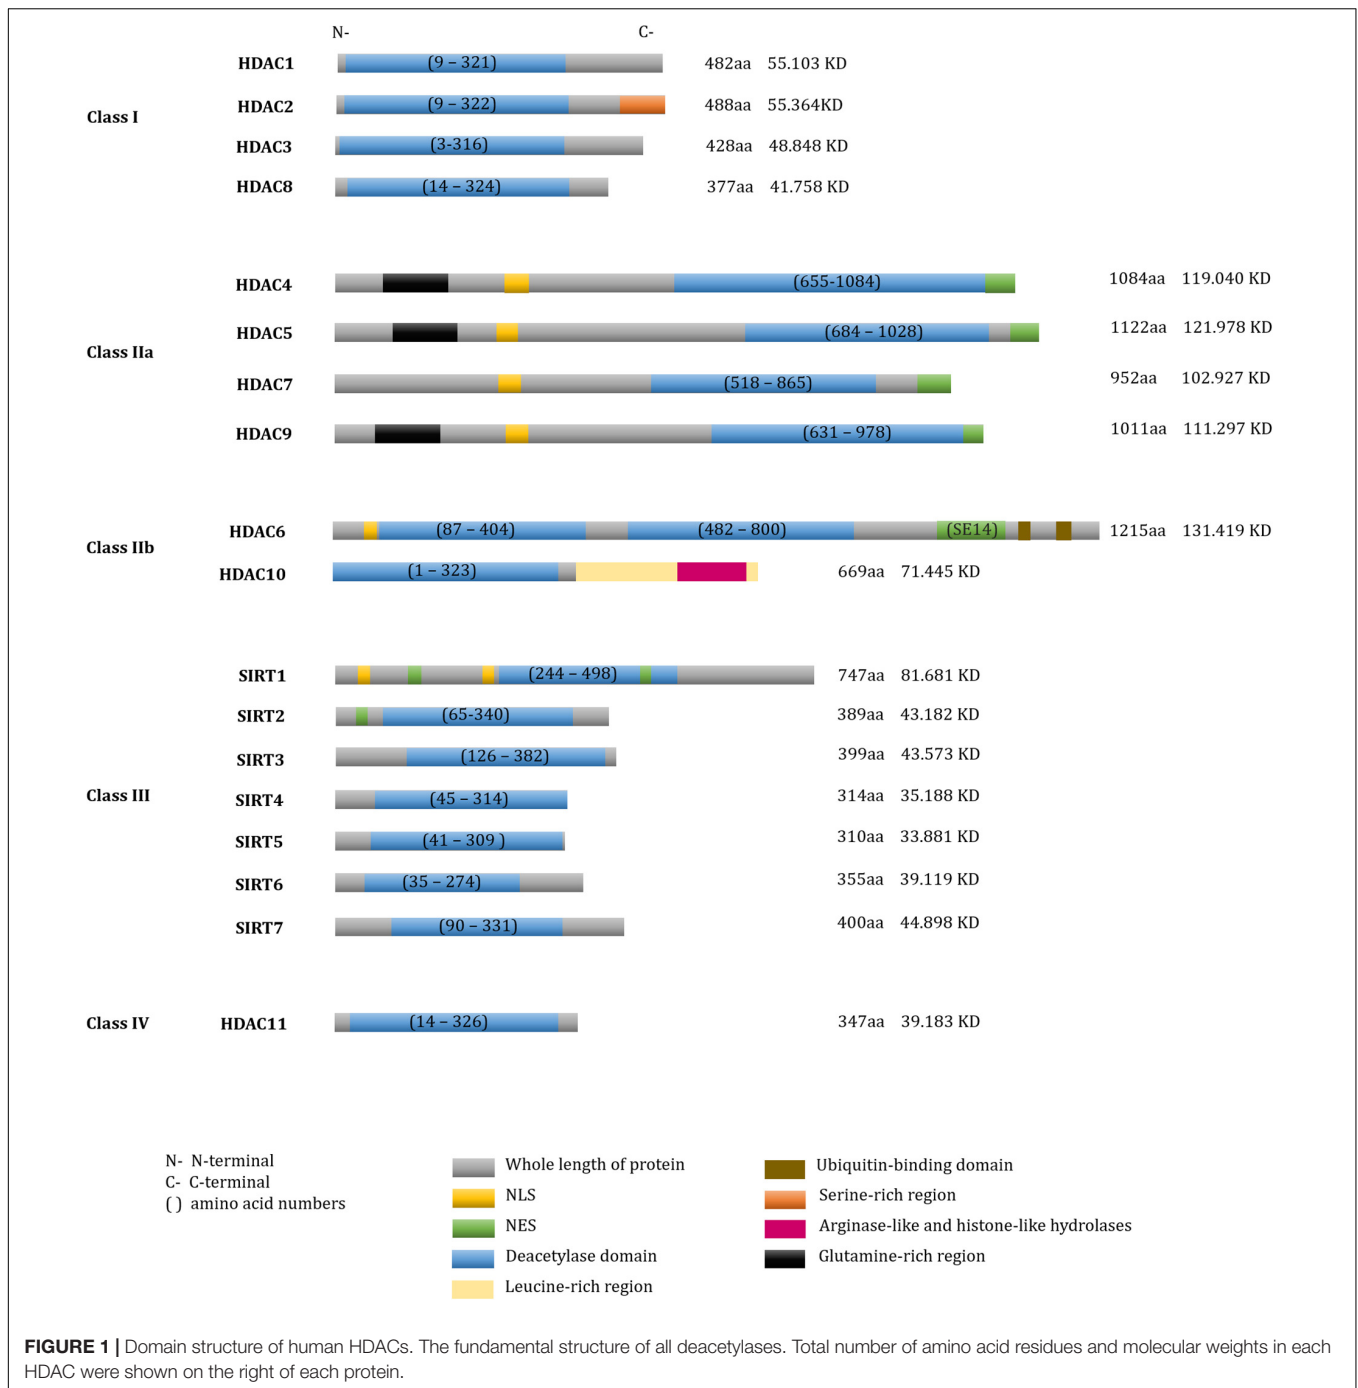 N- C-
HDAC1 (9 – 321) 482aa 55.103 KD
HDAC2 (9 – 322) 488aa 55.364KD
Class I
HDAC3 (3-316) 428aa 48.848 KD
HDAC8 (14 – 324) 377aa 41.758 KD
HDAC4 (655-1084) 1084aa 119.040 KD
HDAC5 (684 – 1028) 1122aa 121.978 KD
Class IIa
HDAC7 (518 – 865) 952aa 102.927 KD
HDAC9 (631 – 978) 1011aa 111.297 KD
HDAC6 (87 – 404) (482 – 800) (SE14) 1215aa 131.419 KD
Class IIb
HDAC10 (1 – 323) 669aa 71.445 KD
SIRT1 (244 – 498) 747aa 81.681 KD
SIRT2 (65-340) 389aa 43.182 KD
SIRT3 (126 – 382) 399aa 43.573 KD
Class III
SIRT4 (45 – 314) 314aa 35.188 KD
SIRT5 (41 – 309 ) 310aa 33.881 KD
SIRT6 (35 – 274) 355aa 39.119 KD
SIRT7 (90 – 331) 400aa 44.898 KD
Class IV HDAC11 (14 – 326) 347aa 39.183 KD
N- N-terminal
C- C-terminal
( ) amino acid numbers
Whole length of protein
NLS
NES
Deacetylase domain
Leucine-rich region
Ubiquitin-binding domain
Serine-rich region
Arginase-like and histone-like hydrolases
Glutamine-rich region
FIGURE 1 | Domain structure of human HDACs. The fundamental structure of all deacetylases. Total number of amino acid residues and molecular weights in each
HDAC were shown on the right of each protein.